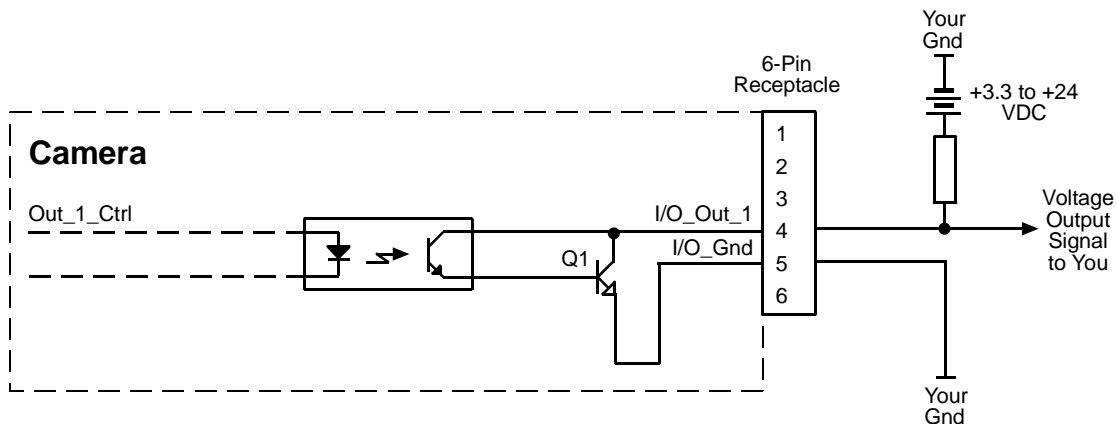 Your
Gnd
6-Pin
Receptacle
+3.3 to +24
VDC
1
Camera
2
3
Out_1_Ctrl
I/O_Out_1
4
Voltage
Output
Signal
to You
Q1
I/O_Gnd
5
6
Your
Gnd